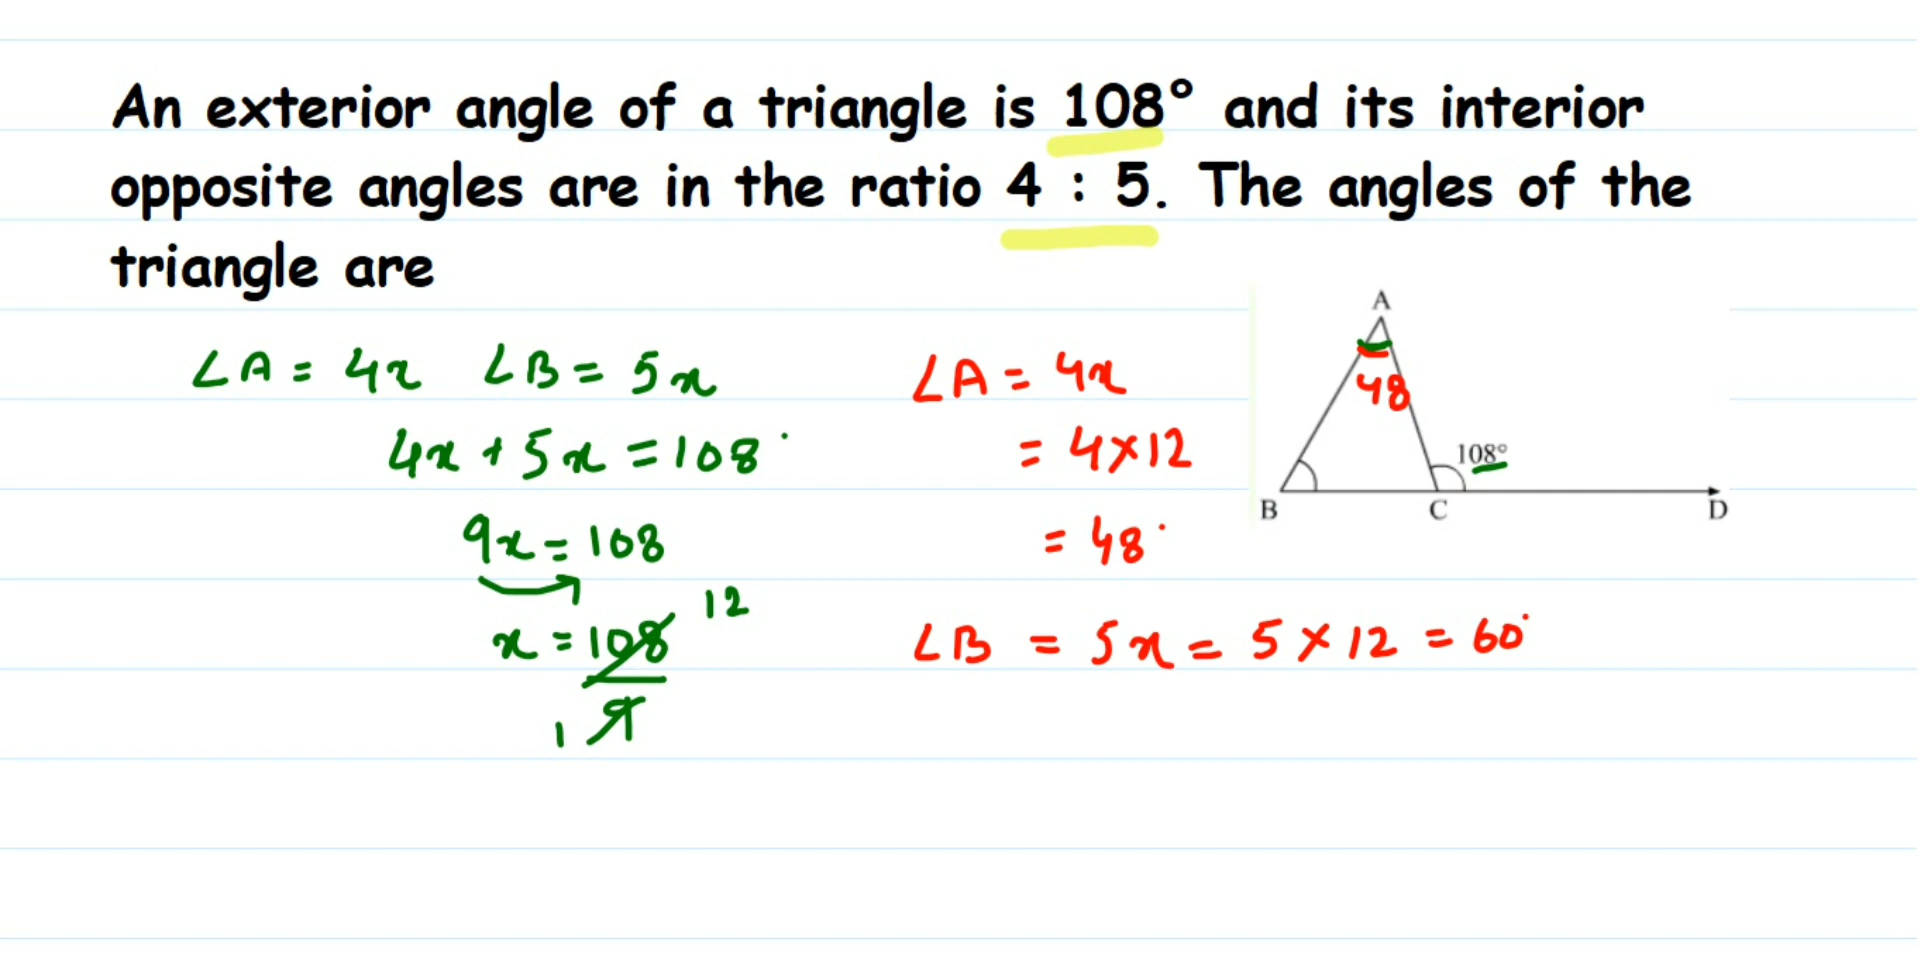 An exterior angle of a triangle is 108° and its interior
opposite angles are in the ratio 4 : 5. The angles of the
triangle are
∠A = 4x ∠B = 5x
4x + 5x = 108°
9x = 108
x = 108 12
1 9
∠A = 4x
= 4×12
= 48°
∠B = 5x = 5 × 12 = 60°
A
48
108°
B C D